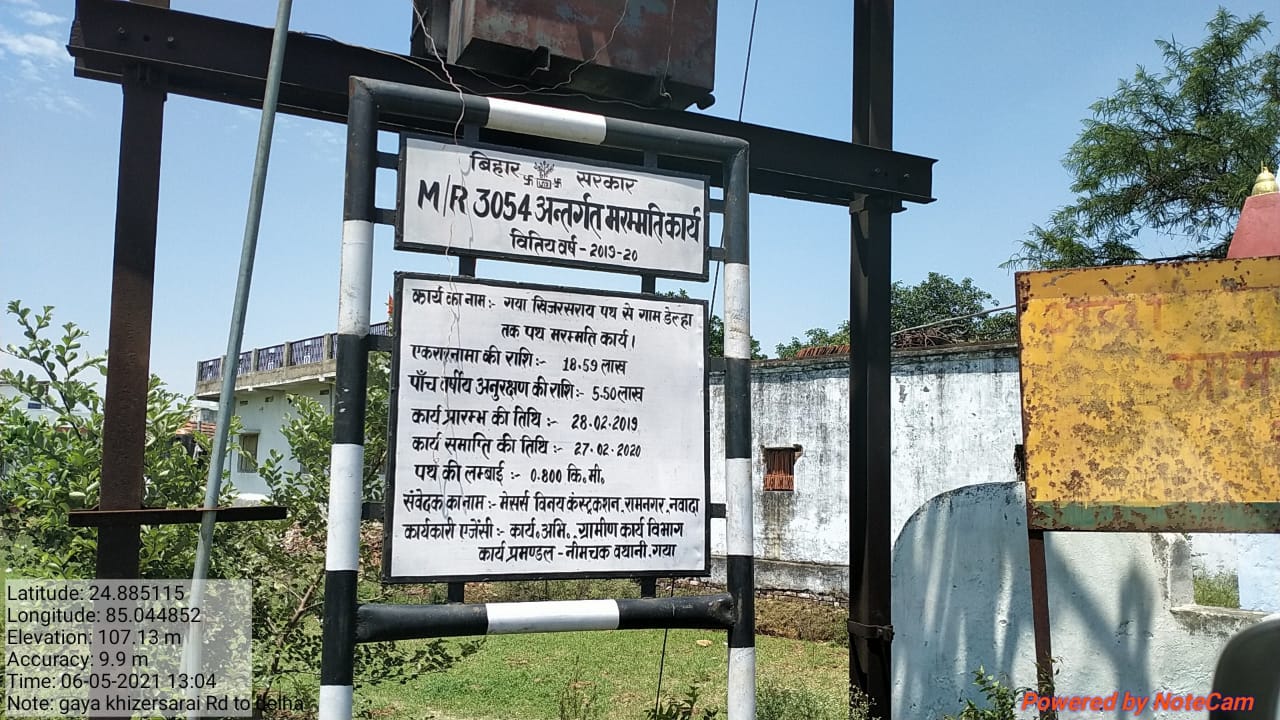 बिहार सरकार
M/R 3054 अन्तर्गत मरम्मति कार्य
वितिय वर्ष - 2019-20
कार्य का नाम :- गया खिजरसराय पथ से गाम डेल्हा
तक पथ मरम्मति कार्य।
एकरारनामा की राशि :- 18.59 लाख
पाँच वर्षीय अनुरक्षण की राशि :- 5.50 लाख
कार्य प्रारम्भ की तिथि :- 28.02.2019
कार्य समाप्ति की तिथि :- 27.02.2020
पथ की लम्बाई :- 0.800 कि.मी.
संवेदक का नाम :- मेसर्स विनय कंस्ट्रकशन, रामनगर, नवादा
कार्यकारी एजेंसी :- कार्य. अभि., ग्रामीण कार्य विभाग
कार्य प्रमण्डल - नीमचक वथानी, गया
ग्राम
Latitude: 24.885115
Longitude: 85.044852
Elevation: 107.13 m
Accuracy: 9.9 m
Time: 06-05-2021 13:04
Note: gaya khizersarai Rd to delha
Powered by NoteCam